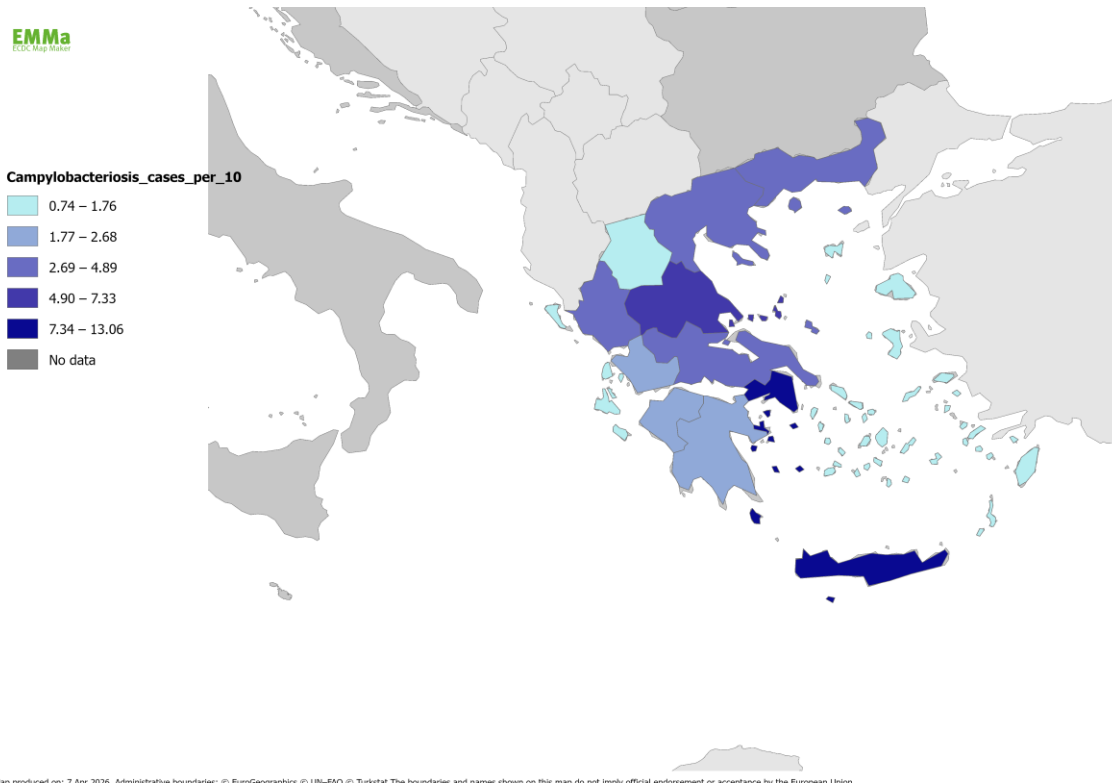 EMMa
ECDC Map Maker
Campylobacteriosis_cases_per_10
0.74 – 1.76
1.77 – 2.68
2.69 – 4.89
4.90 – 7.33
7.34 – 13.06
No data
produced on: 7 Apr 2026. Administrative boundaries: © EuroGeographics © UN–FAO © Turkstat.The boundaries and names shown on this map do not imply official endorsement or acceptance by the European Union